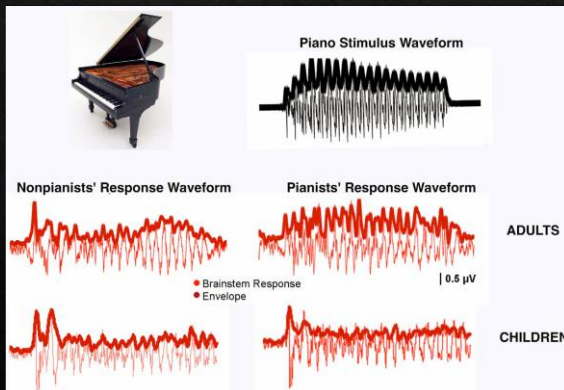 Piano Stimulus Waveform
Nonpianists' Response Waveform
Pianists' Response Waveform
ADULTS
0.5 µV
Brainstem Response
Envelope
CHILDREN